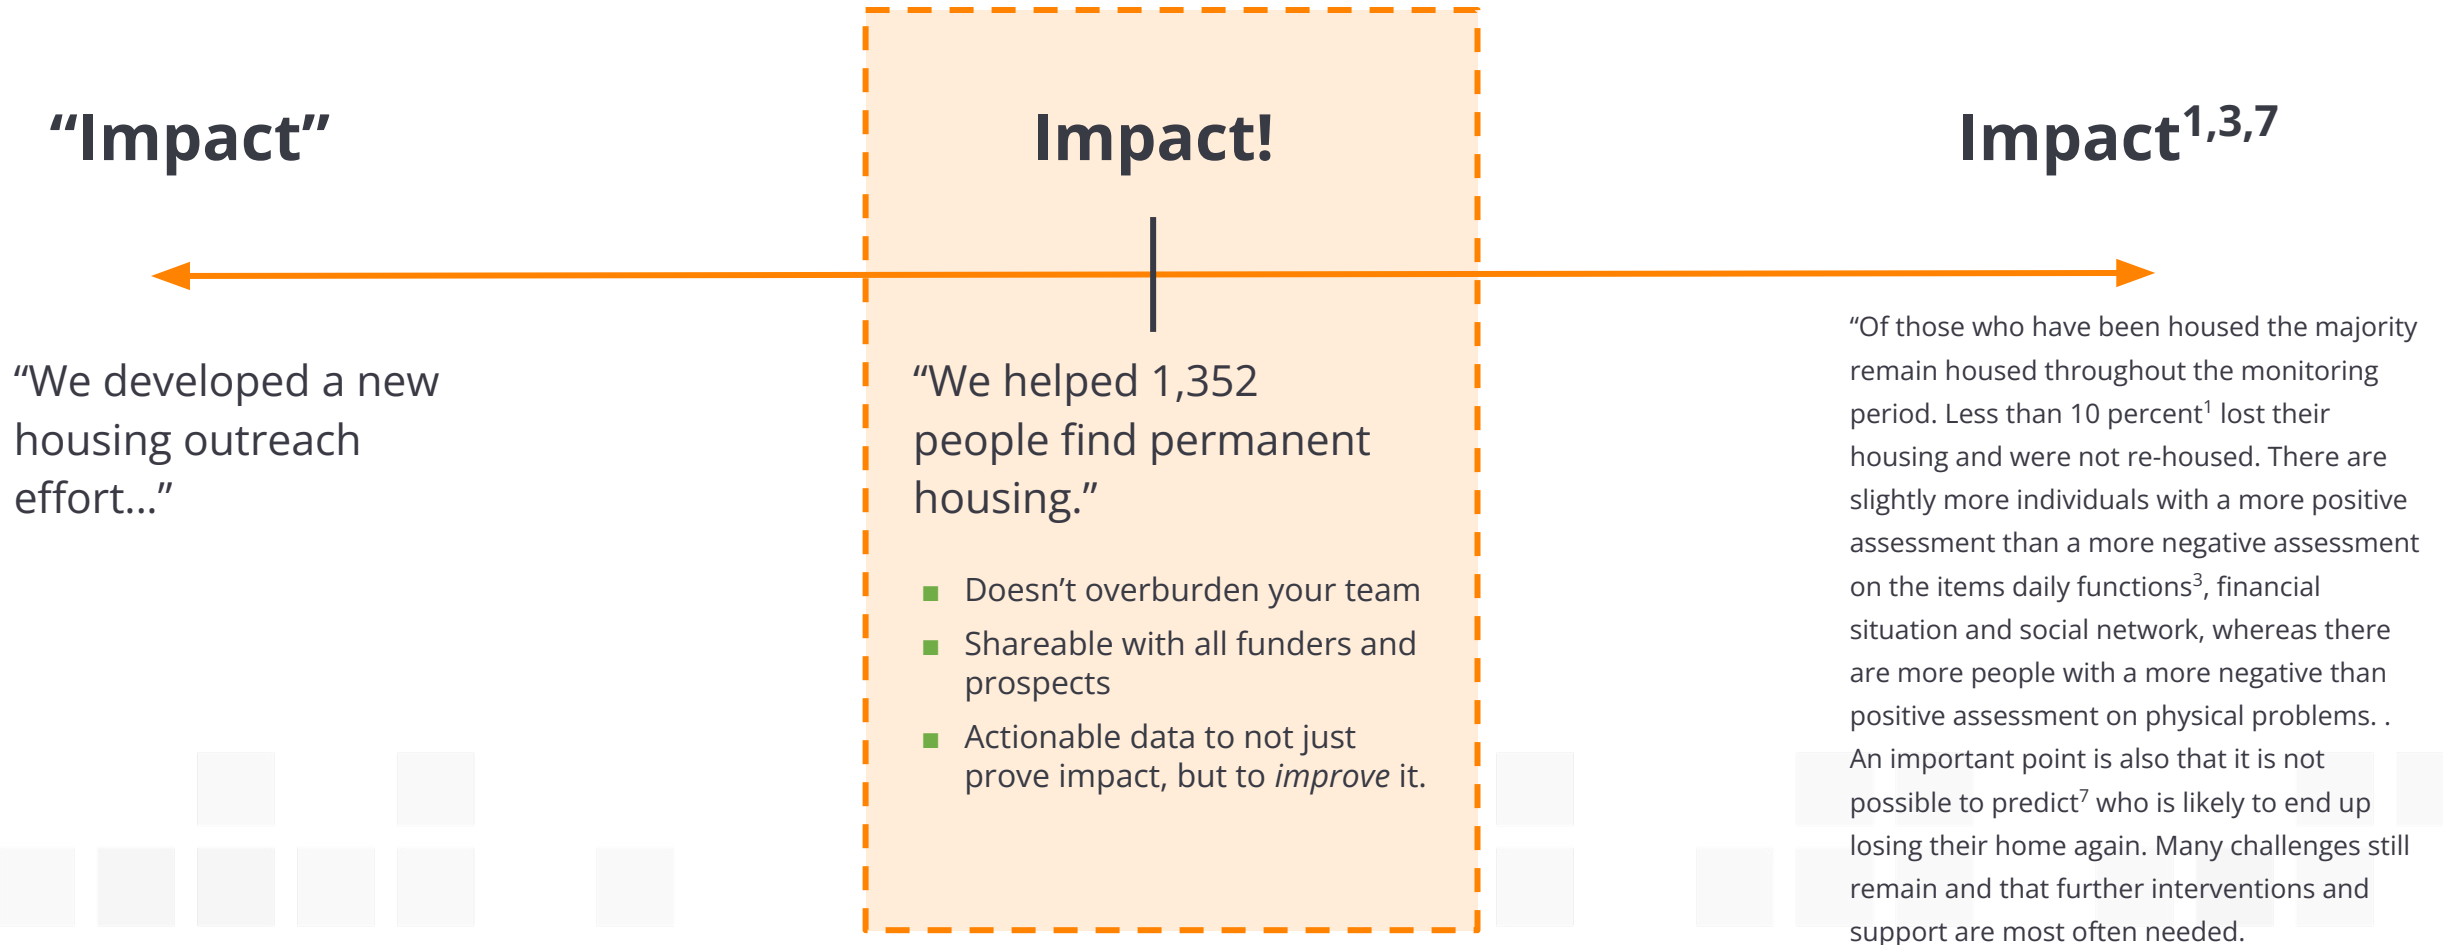 “Impact”
“We developed a new
housing outreach
effort...”
Impact!
“We helped 1,352
people find permanent
housing.”
■ Doesn’t overburden your team
■ Shareable with all funders and
prospects
■ Actionable data to not just
prove impact, but to improve it.
Impact1,3,7
“Of those who have been housed the majority
remain housed throughout the monitoring
period. Less than 10 percent1 lost their
housing and were not re-housed. There are
slightly more individuals with a more positive
assessment than a more negative assessment
on the items daily functions3, financial
situation and social network, whereas there
are more people with a more negative than
positive assessment on physical problems. .
An important point is also that it is not
possible to predict7 who is likely to end up
losing their home again. Many challenges still
remain and that further interventions and
support are most often needed.